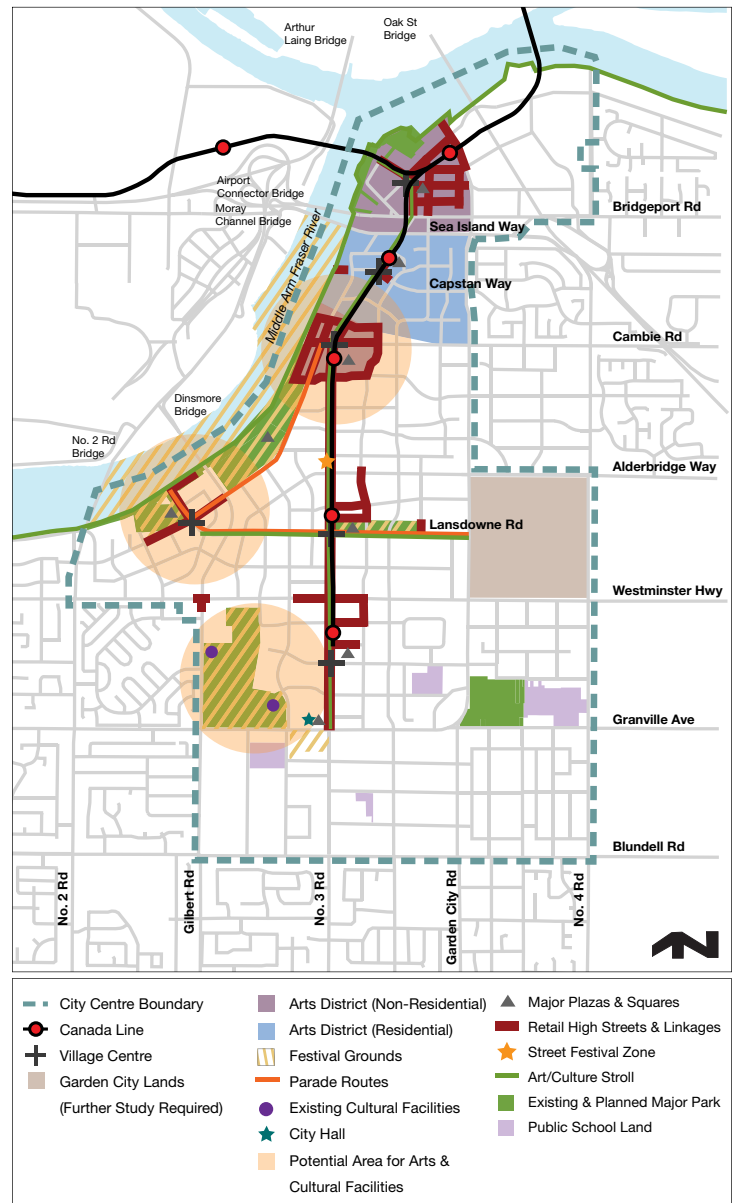 Arthur
Laing Bridge
Oak St
Bridge
Airport
Connector Bridge
Moray
Channel Bridge
Bridgeport Rd
Sea Island Way
Middle Arm Fraser River
Capstan Way
Cambie Rd
Dinsmore
Bridge
No. 2 Rd
Bridge
Alderbridge Way
Lansdowne Rd
Westminster Hwy
Granville Ave
Blundell Rd
No. 2 Rd
Gilbert Rd
No. 3 Rd
Garden City Rd
No. 4 Rd
N
City Centre Boundary
Canada Line
Village Centre
Garden City Lands
(Further Study Required)
Arts District (Non-Residential)
Arts District (Residential)
Festival Grounds
Parade Routes
Existing Cultural Facilities
City Hall
Potential Area for Arts &
Cultural Facilities
Major Plazas & Squares
Retail High Streets & Linkages
Street Festival Zone
Art/Culture Stroll
Existing & Planned Major Park
Public School Land